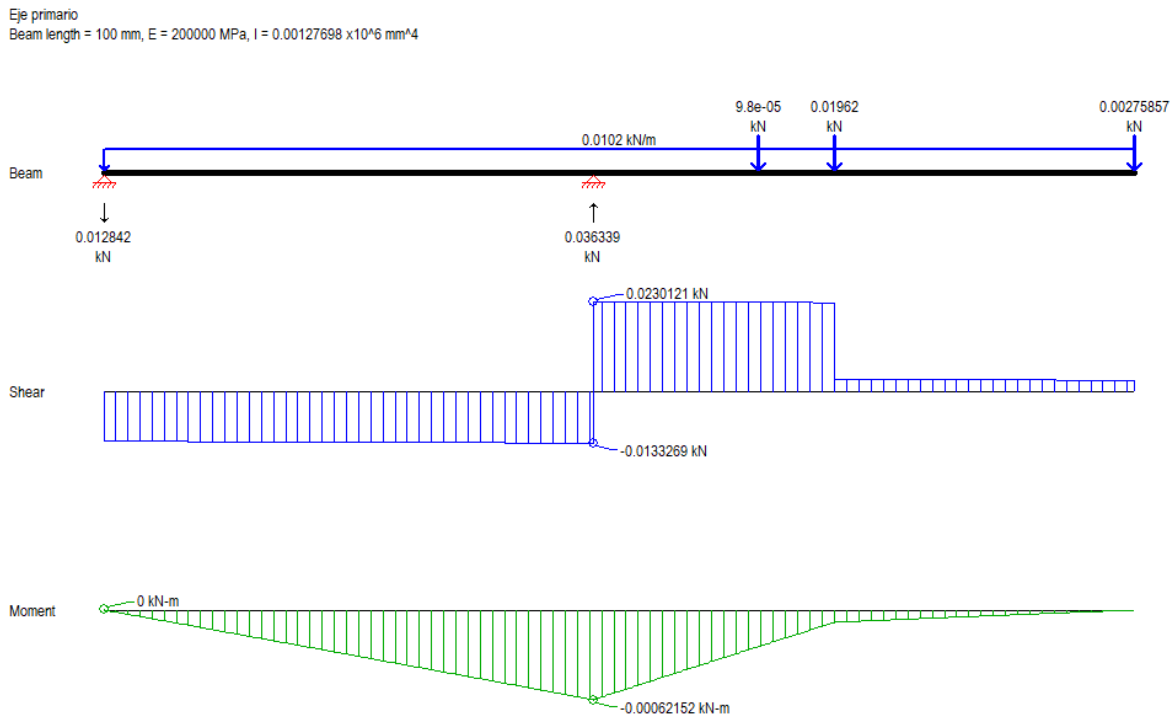 Eje primario
Beam length = 100 mm, E = 200000 MPa, I = 0.00127698 x10^6 mm^4
9.8e-05 0.01962 0.00275857
kN kN kN
0.0102 kN/m
Beam
0.012842 0.036339
kN kN
0.0230121 kN
Shear
-0.0133269 kN
0 kN-m
Moment
-0.00062152 kN-m